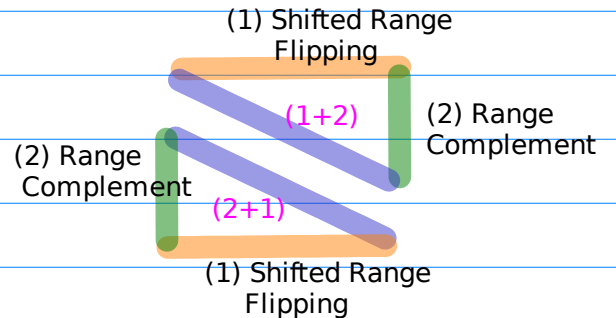 (1) Shifted Range
Flipping
(1+2)
(2) Range
Complement
(2) Range
Complement
(2+1)
(1) Shifted Range
Flipping